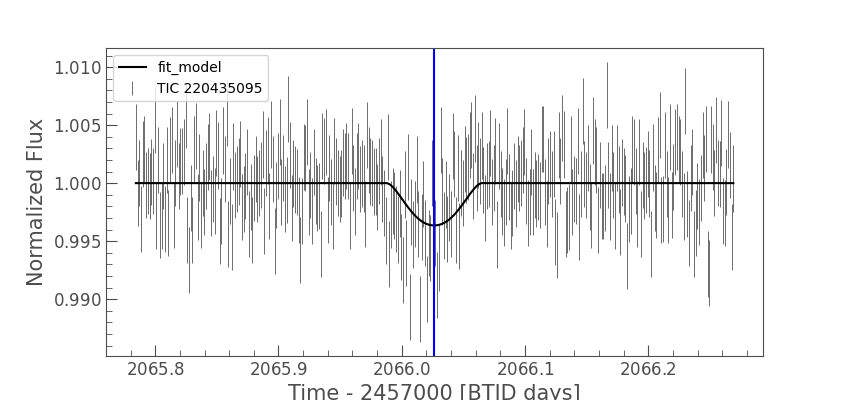 fit_model
TIC 220435095
1.010
1.005
1.000
0.995
0.990
Normalized Flux
2065.8 2065.9 2066.0 2066.1 2066.2
Time - 2457000 [BTJD days]